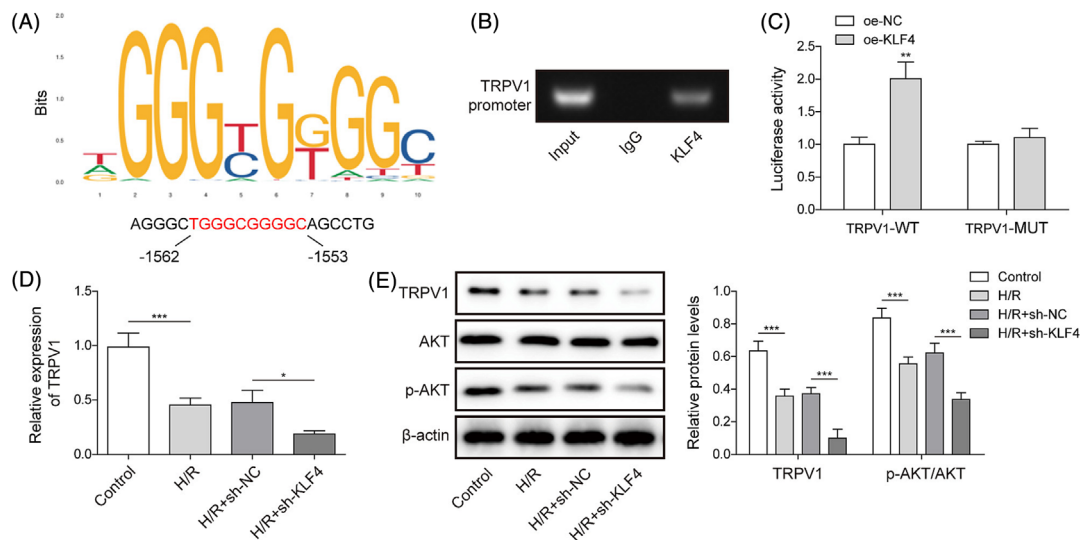 (A)
Bits
2.0
1.5
1.0
0.5
0.0
GGGTGGGGC
TCTATT
AGACGA
1 2 3 4 5 6 7 8 9 10
AGGGCTGGGCGGGGCAGCCTG
-1562 -1553
(B)
TRPV1
promoter
Input IgG KLF4
(C)
oe-NC
oe-KLF4
Luciferase activity
3.0
2.5
2.0
1.5
1.0
0.5
0.0
**
TRPV1-WT TRPV1-MUT
(D)
Relative expression
of TRPV1
1.5
1.0
0.5
0.0
***
*
Control H/R H/R+sh-NC H/R+sh-KLF4
(E)
TRPV1
AKT
p-AKT
β-actin
Control H/R H/R+sh-NC H/R+sh-KLF4
Control
H/R
H/R+sh-NC
H/R+sh-KLF4
Relative protein levels
1.0
0.8
0.6
0.4
0.2
0.0
*** ***
*** ***
TRPV1 p-AKT/AKT